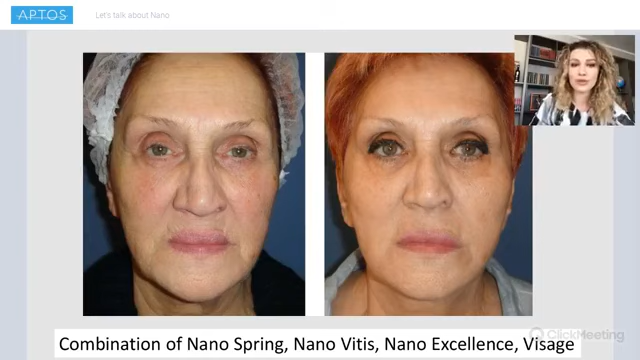 APTOS
Let's talk about Nano
ClickMeeting
Combination of Nano Spring, Nano Vitis, Nano Excellence, Visage